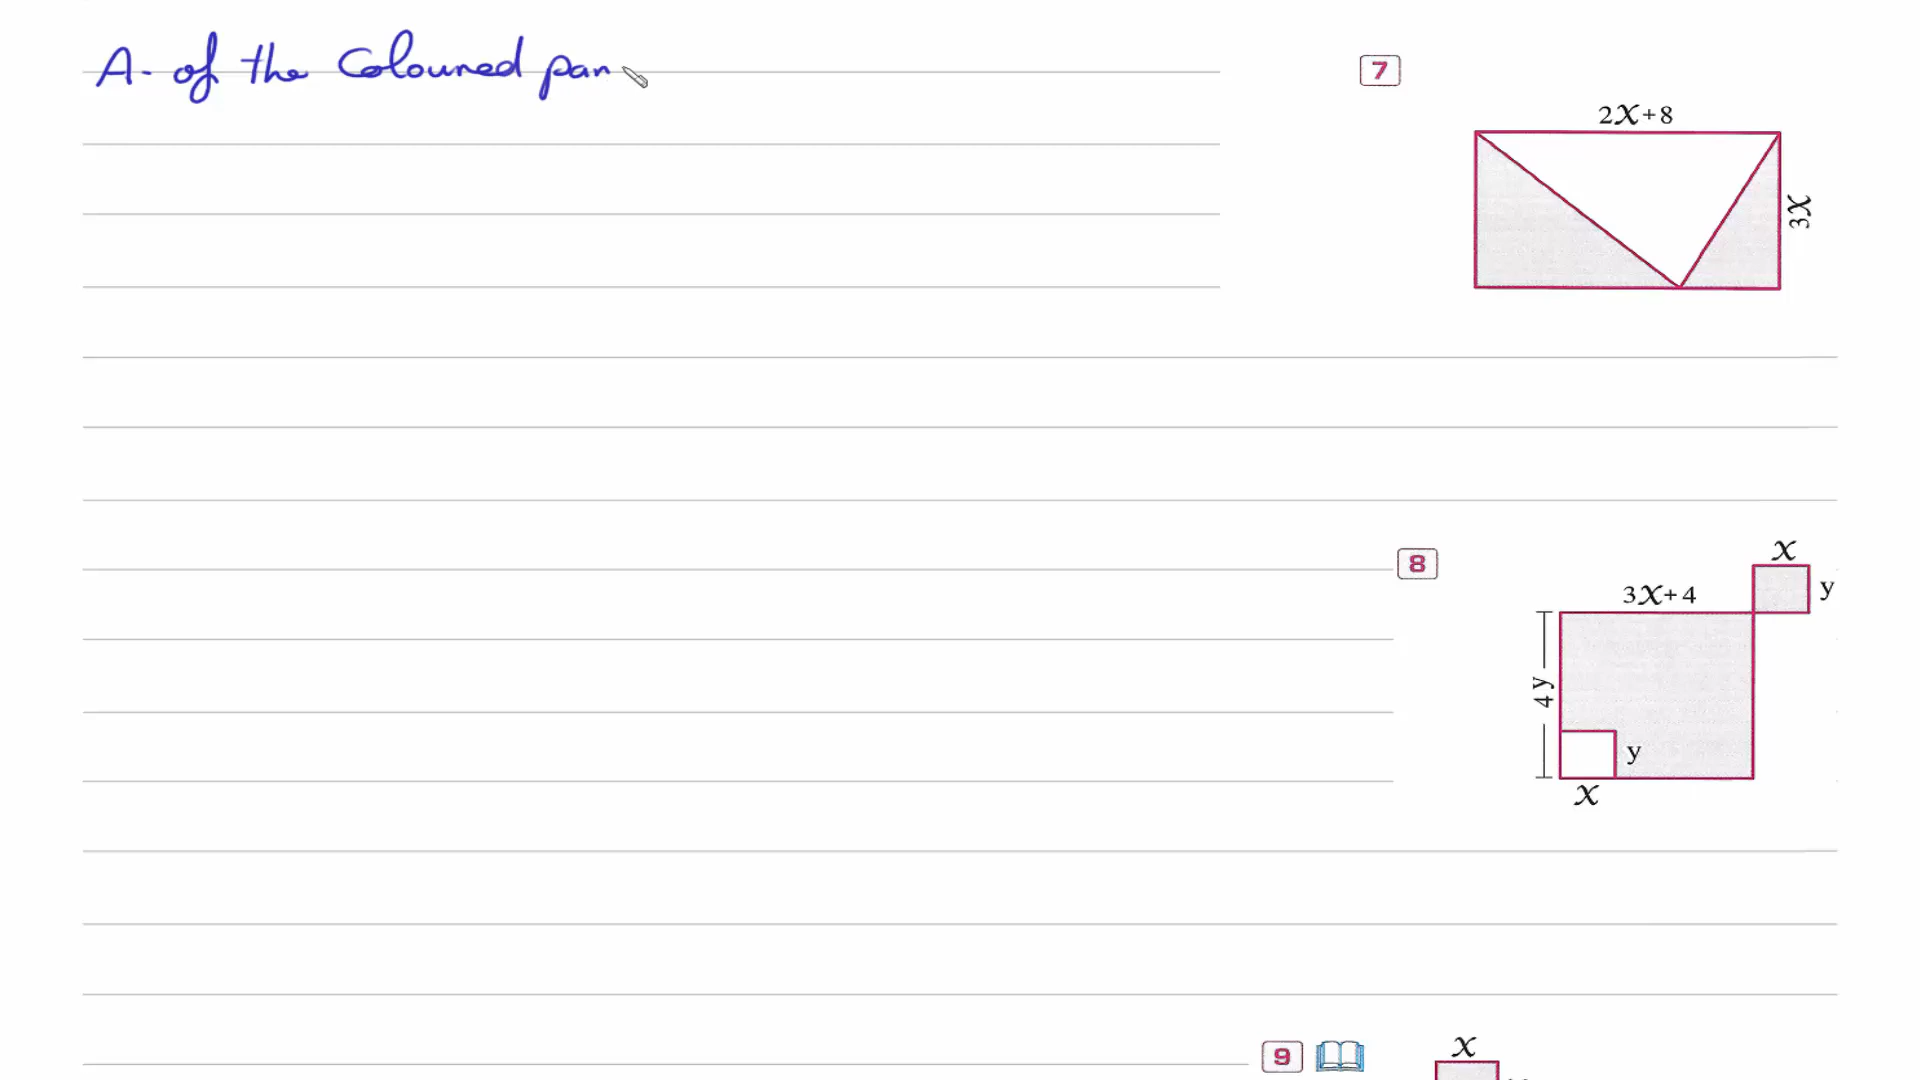 A. of the Coloured par
7
2x+8
3x
8
x
y
3x+4
4y
y
x
9
x